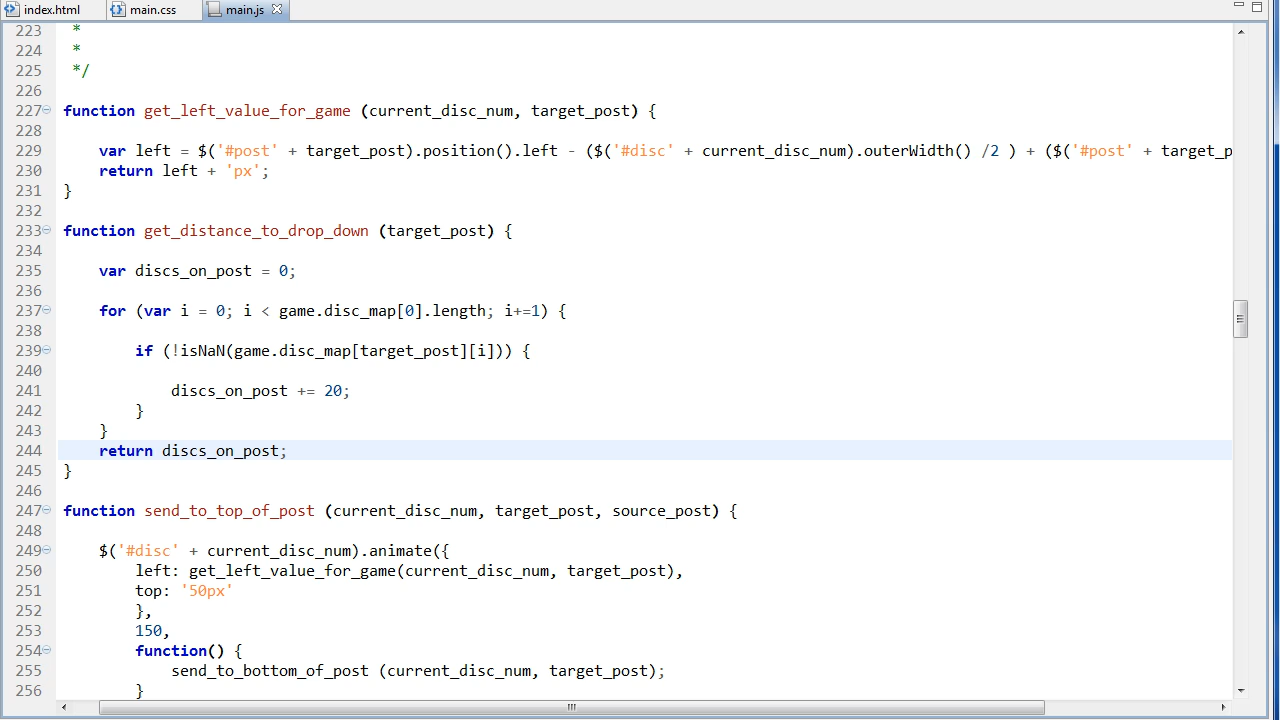 index.html main.css main.js
223 *
224 *
225 */
226
227 function get_left_value_for_game (current_disc_num, target_post) {
228
229 var left = $('#post' + target_post).position().left - ($('#disc' + current_disc_num).outerWidth() /2 ) + ($('#post' + target_p
230 return left + 'px';
231 }
232
233 function get_distance_to_drop_down (target_post) {
234
235 var discs_on_post = 0;
236
237 for (var i = 0; i < game.disc_map[0].length; i+=1) {
238
239 if (!isNaN(game.disc_map[target_post][i])) {
240
241 discs_on_post += 20;
242 }
243 }
244 return discs_on_post;
245 }
246
247 function send_to_top_of_post (current_disc_num, target_post, source_post) {
248
249 $('#disc' + current_disc_num).animate({
250 left: get_left_value_for_game(current_disc_num, target_post),
251 top: '50px'
252 },
253 150,
254 function() {
255 send_to_bottom_of_post (current_disc_num, target_post);
256 }